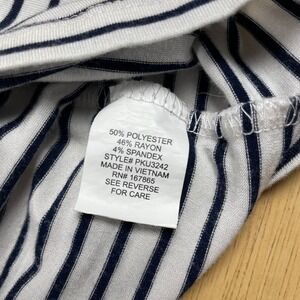 50% POLYESTER
46% RAYON
4% SPANDEX
STYLE# PKU3242
MADE IN VIETNAM
RN# 167865
SEE REVERSE
FOR CARE